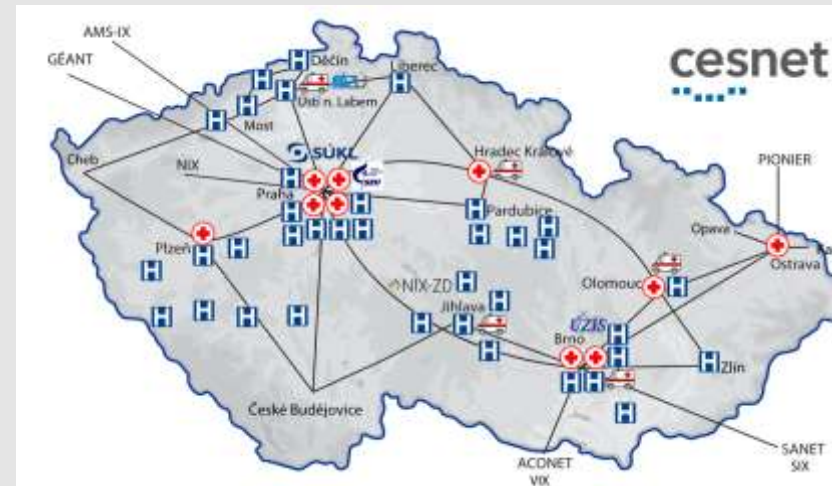 AMS-IX
GÉANT
cesnet
Děčín
Liberec
Ústí n. Labem
Most
SÚKL
Cheb
NIX
Hradec Králové
PIONIER
Praha
Pardubice
Opava
Plzeň
Ostrava
Olomouc
NIX-ZD
Jihlava
ÚZIS
Brno
Zlín
České Budějovice
SANET
SIX
ACONET
VIX